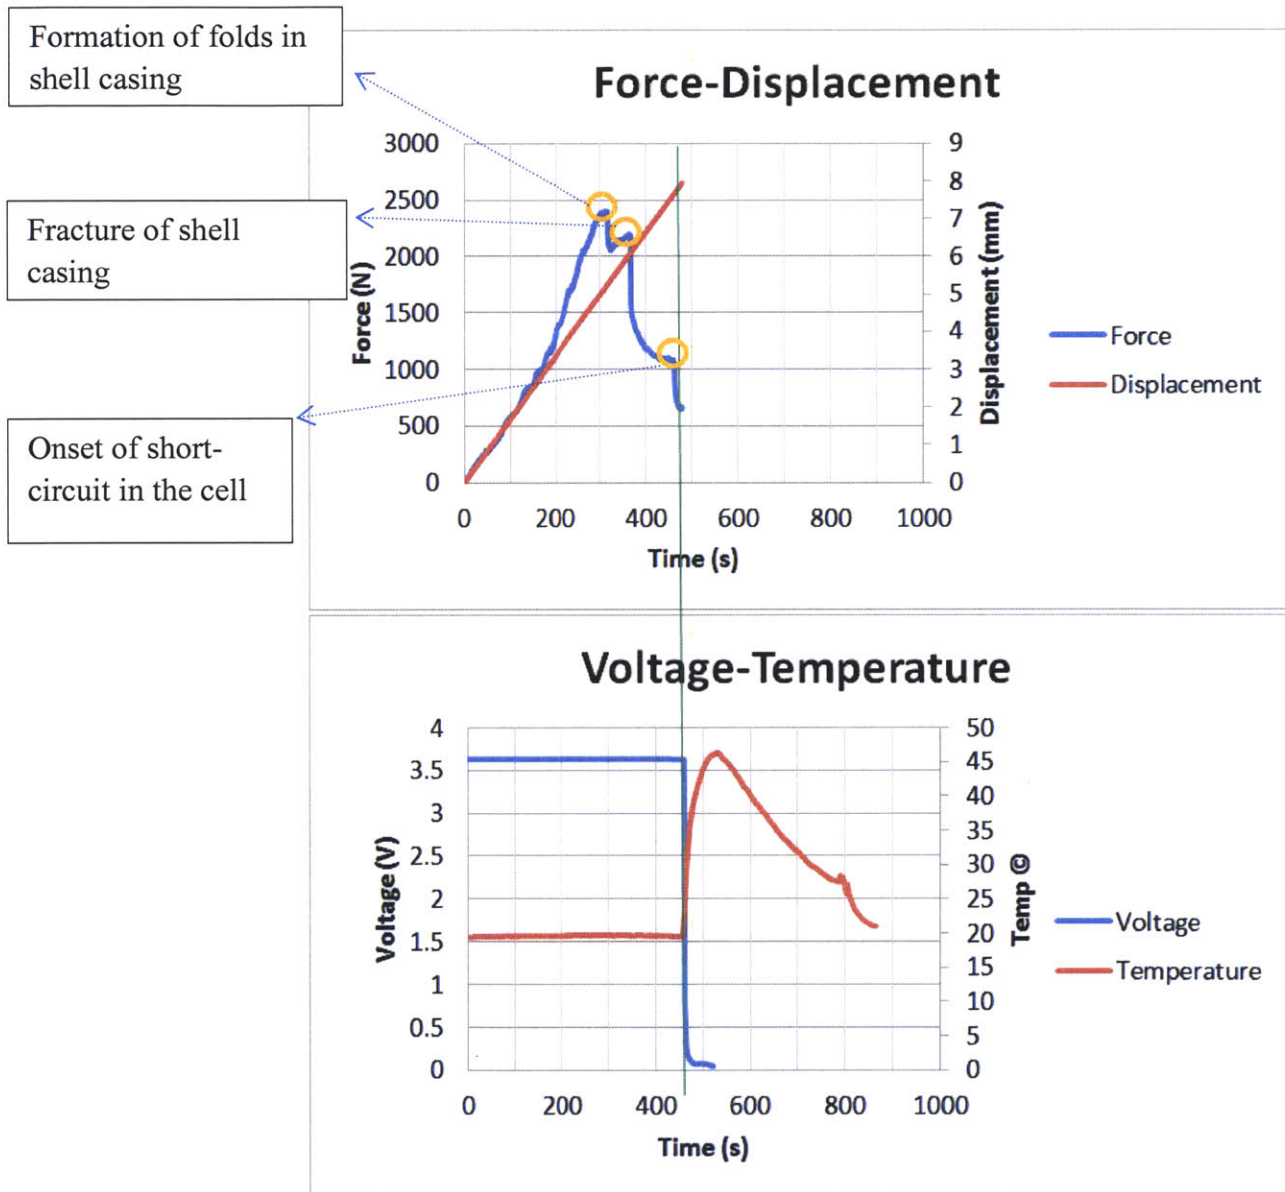 Formation of folds in
shell casing
Fracture of shell
casing
Onset of short-
circuit in the cell
Force-Displacement
3000
2500
2000
1500
1000
500
0
Force (N)
9
8
7
6
5
4
3
2
1
0
Displacement (mm)
0 200 400 600 800 1000
Time (s)
Force
Displacement
Voltage-Temperature
4
3.5
3
2.5
2
1.5
1
0.5
0
Voltage (V)
50
45
40
35
30
25
20
15
10
5
0
Temp ©
0 200 400 600 800 1000
Time (s)
Voltage
Temperature